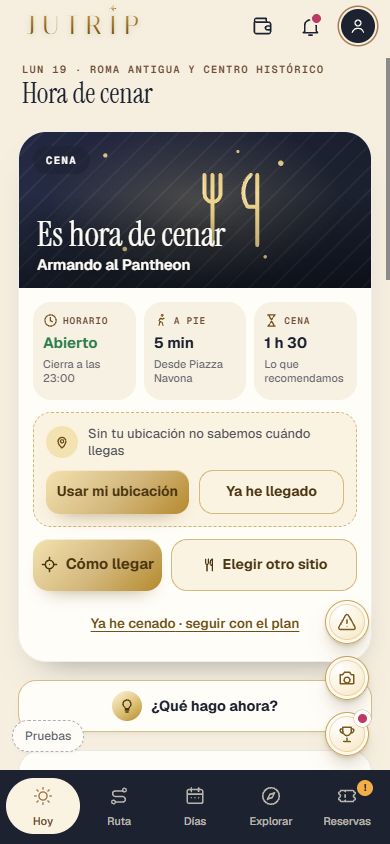 JUTRIP
LUN 19 · ROMA ANTIGUA Y CENTRO HISTÓRICO
Hora de cenar
CENA
Es hora de cenar
Armando al Pantheon
HORARIO
Abierto
Cierra a las
23:00
A PIE
5 min
Desde Piazza
Navona
CENA
1 h 30
Lo que
recomendamos
Sin tu ubicación no sabemos cuándo
llegas
Usar mi ubicación
Ya he llegado
Cómo llegar
Elegir otro sitio
Ya he cenado · seguir con el plan
¿Qué hago ahora?
Pruebas
Hoy
Ruta
Días
Explorar
!
Reservas